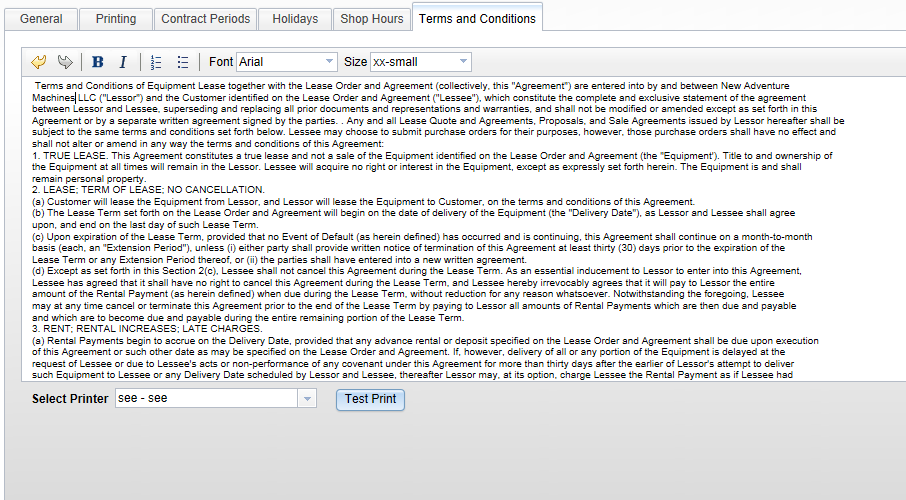 General Printing Contract Periods Holidays Shop Hours Terms and Conditions
B I Font Arial Size xx-small
Terms and Conditions of Equipment Lease together with the Lease Order and Agreement (collectively, this "Agreement") are entered into by and between New Adventure
Machines LLC ("Lessor") and the Customer identified on the Lease Order and Agreement ("Lessee"), which constitute the complete and exclusive statement of the agreement
between Lessor and Lessee, superseding and replacing all prior documents and representations and warranties, and shall not be modified or amended except as set forth in this
Agreement or by a separate written agreement signed by the parties. . Any and all Lease Quote and Agreements, Proposals, and Sale Agreements issued by Lessor hereafter shall be
subject to the same terms and conditions set forth below. Lessee may choose to submit purchase orders for their purposes, however, those purchase orders shall have no effect and
shall not alter or amend in any way the terms and conditions of this Agreement:
1. TRUE LEASE. This Agreement constitutes a true lease and not a sale of the Equipment identified on the Lease Order and Agreement (the "Equipment'). Title to and ownership of
the Equipment at all times will remain in the Lessor. Lessee will acquire no right or interest in the Equipment, except as expressly set forth herein. The Equipment is and shall
remain personal property.
2. LEASE; TERM OF LEASE; NO CANCELLATION.
(a) Customer will lease the Equipment from Lessor, and Lessor will lease the Equipment to Customer, on the terms and conditions of this Agreement.
(b) The Lease Term set forth on the Lease Order and Agreement will begin on the date of delivery of the Equipment (the "Delivery Date"), as Lessor and Lessee shall agree
upon, and end on the last day of such Lease Term.
(c) Upon expiration of the Lease Term, provided that no Event of Default (as herein defined) has occurred and is continuing, this Agreement shall continue on a month-to-month
basis (each, an "Extension Period"), unless (i) either party shall provide written notice of termination of this Agreement at least thirty (30) days prior to the expiration of the
Lease Term or any Extension Period thereof, or (ii) the parties shall have entered into a new written agreement.
(d) Except as set forth in this Section 2(c), Lessee shall not cancel this Agreement during the Lease Term. As an essential inducement to Lessor to enter into this Agreement,
Lessee has agreed that it shall have no right to cancel this Agreement during the Lease Term, and Lessee hereby irrevocably agrees that it will pay to Lessor the entire
amount of the Rental Payment (as herein defined) when due during the Lease Term, without reduction for any reason whatsoever. Notwithstanding the foregoing, Lessee
may at any time cancel or terminate this Agreement prior to the end of the Lease Term by paying to Lessor all amounts of Rental Payments which are then due and payable
and which are to become due and payable during the entire remaining portion of the Lease Term.
3. RENT; RENTAL INCREASES; LATE CHARGES.
(a) Rental Payments begin to accrue on the Delivery Date, provided that any advance rental or deposit specified on the Lease Order and Agreement shall be due upon execution
of this Agreement or such other date as may be specified on the Lease Order and Agreement. If, however, delivery of all or any portion of the Equipment is delayed at the
request of Lessee or due to Lessee's acts or non-performance of any covenant under this Agreement for more than thirty days after the earlier of Lessor's attempt to deliver
such Equipment to Lessee or any Delivery Date scheduled by Lessor and Lessee, thereafter Lessor may, at its option, charge Lessee the Rental Payment as if Lessee had
Select Printer see - see Test Print